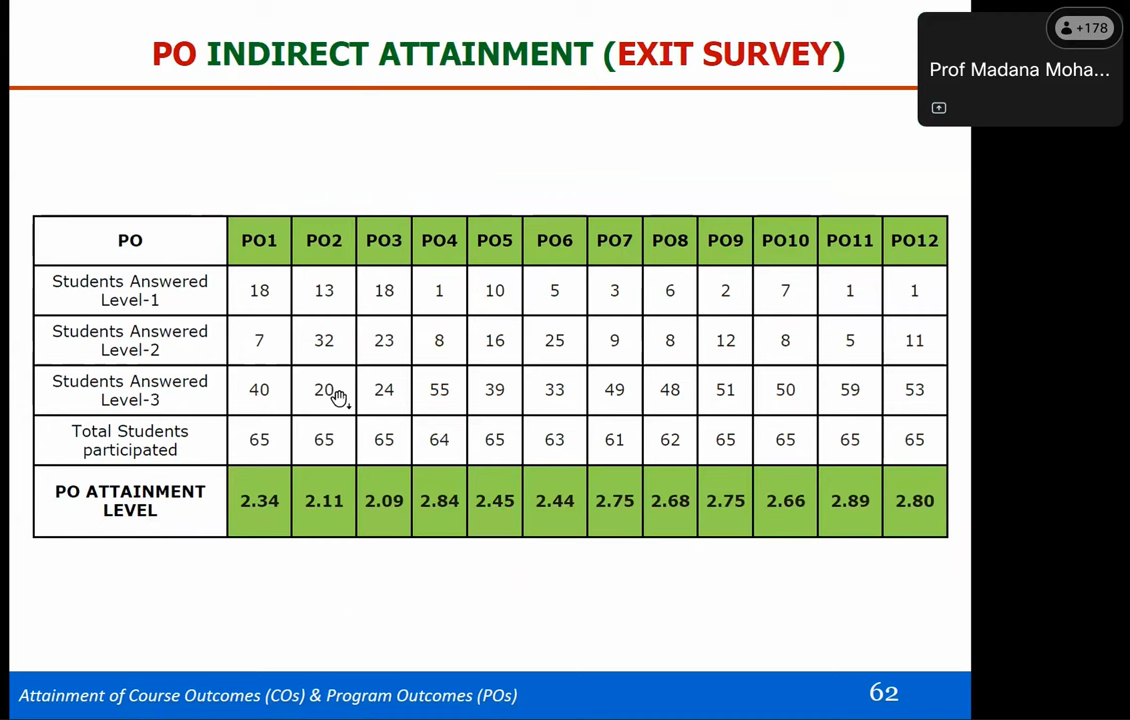 PO INDIRECT ATTAINMENT (EXIT SURVEY)
+178
Prof Madana Moha...
PO PO1 PO2 PO3 PO4 PO5 PO6 PO7 PO8 PO9 PO10 PO11 PO12
Students Answered
Level-1 18 13 18 1 10 5 3 6 2 7 1 1
Students Answered
Level-2 7 32 23 8 16 25 9 8 12 8 5 11
Students Answered
Level-3 40 20 24 55 39 33 49 48 51 50 59 53
Total Students
participated 65 65 65 64 65 63 61 62 65 65 65 65
PO ATTAINMENT
LEVEL 2.34 2.11 2.09 2.84 2.45 2.44 2.75 2.68 2.75 2.66 2.89 2.80
Attainment of Course Outcomes (COs) & Program Outcomes (POs)
62